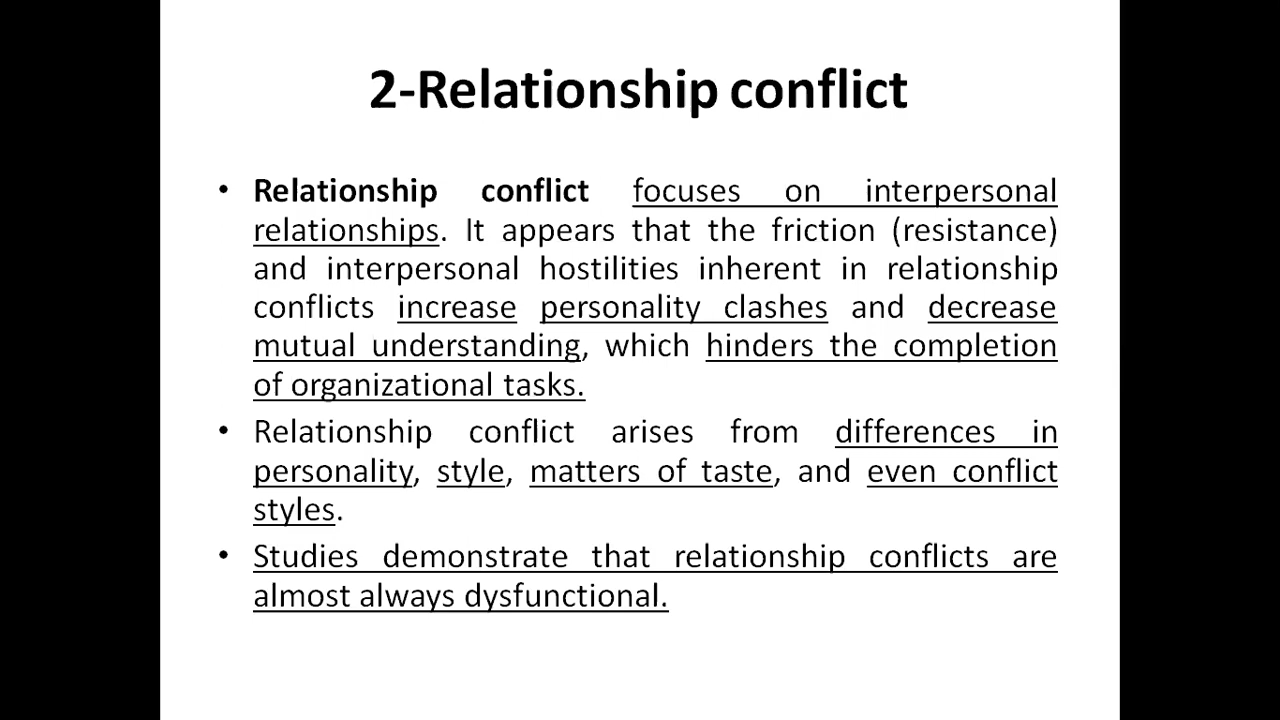 2-Relationship conflict
• Relationship conflict focuses on interpersonal
relationships. It appears that the friction (resistance)
and interpersonal hostilities inherent in relationship
conflicts increase personality clashes and decrease
mutual understanding, which hinders the completion
of organizational tasks.
• Relationship conflict arises from differences in
personality, style, matters of taste, and even conflict
styles.
• Studies demonstrate that relationship conflicts are
almost always dysfunctional.